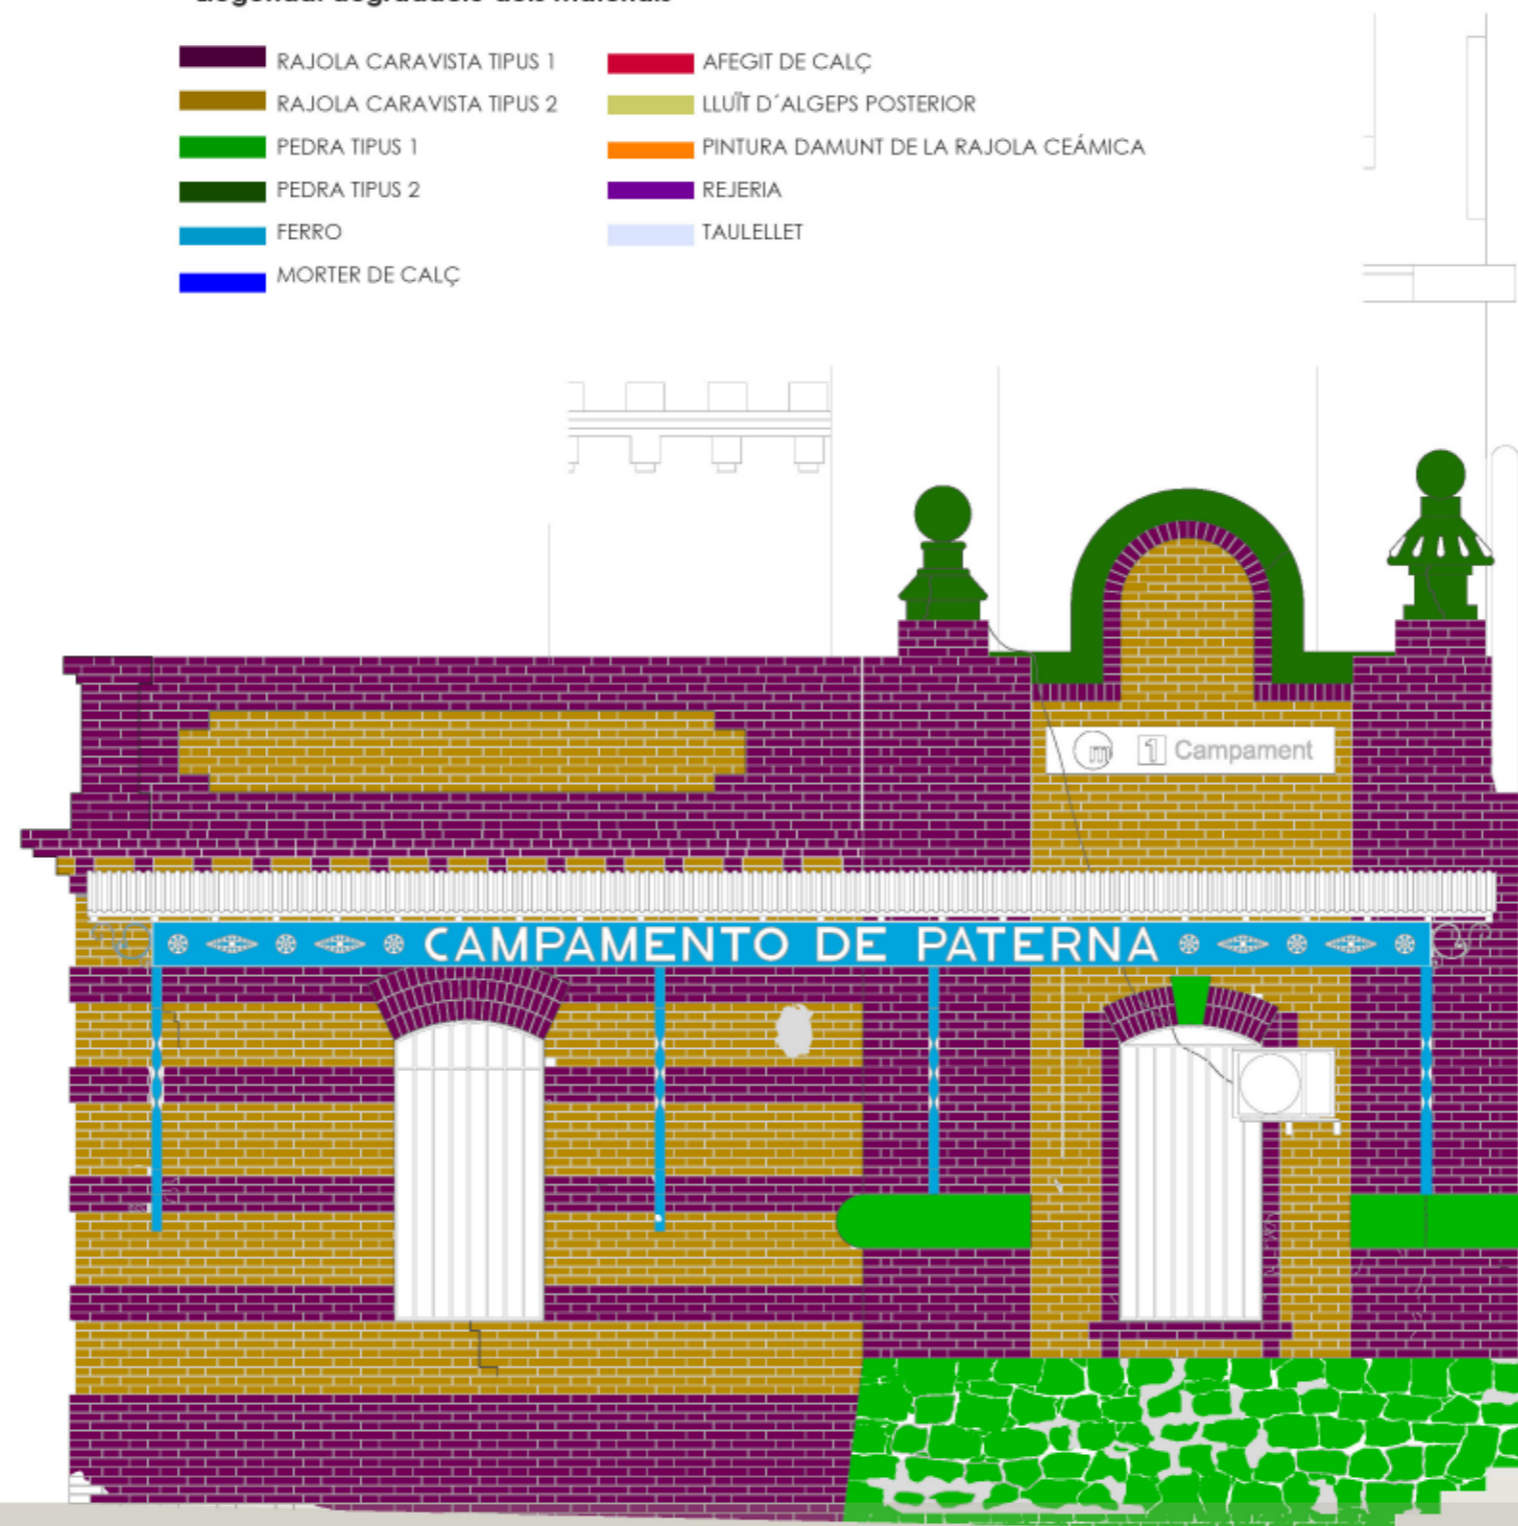 RAJOLA CARAVISTA TIPUS 1
RAJOLA CARAVISTA TIPUS 2
PEDRA TIPUS 1
PEDRA TIPUS 2
FERRO
MORTER DE CALÇ
AFEGIT DE CALÇ
LLUÏT D´ALGEPS POSTERIOR
PINTURA DAMUNT DE LA RAJOLA CEÁMICA
REJERIA
TAULELLET
m 1 Campament
CAMPAMENTO DE PATERNA